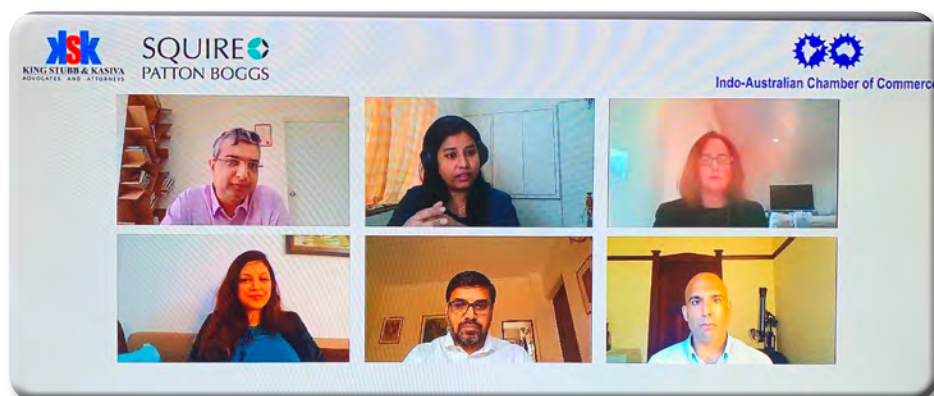 KSK
KING STUBB & KASIVA
ADVOCATES AND ATTORNEYS
SQUIRE
PATTON BOGGS
Indo-Australian Chamber of Commerce